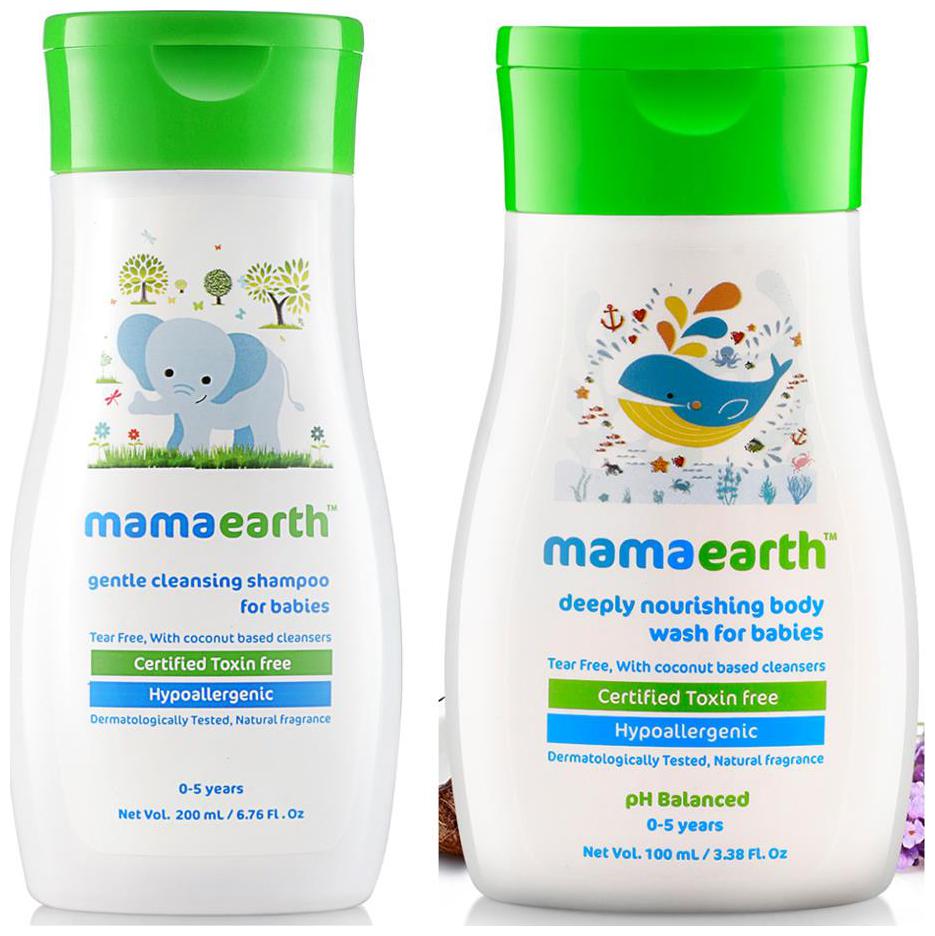 mamaearth™
gentle cleansing shampoo
for babies
Tear Free, With coconut based cleansers
Certified Toxin free
Hypoallergenic
Dermatologically Tested, Natural fragrance
0-5 years
Net Vol. 200 mL / 6.76 Fl. Oz
mamaearth™
deeply nourishing body
wash for babies
Tear Free, With coconut based cleansers
Certified Toxin free
Hypoallergenic
Dermatologically Tested, Natural fragrance
pH Balanced
0-5 years
Net Vol. 100 mL / 3.38 Fl. Oz